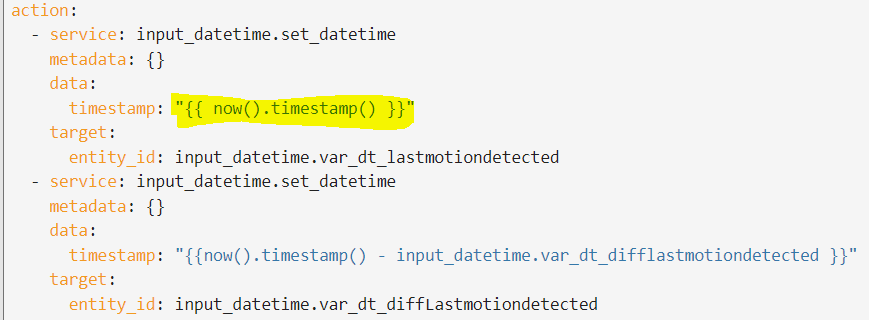 action:
  - service: input_datetime.set_datetime
    metadata: {}
    data:
      timestamp: "{{ now().timestamp() }}"
    target:
      entity_id: input_datetime.var_dt_lastmotiondetected
  - service: input_datetime.set_datetime
    metadata: {}
    data:
      timestamp: "{{now().timestamp() - input_datetime.var_dt_difflastmotiondetected }}"
    target:
      entity_id: input_datetime.var_dt_diffLastmotiondetected